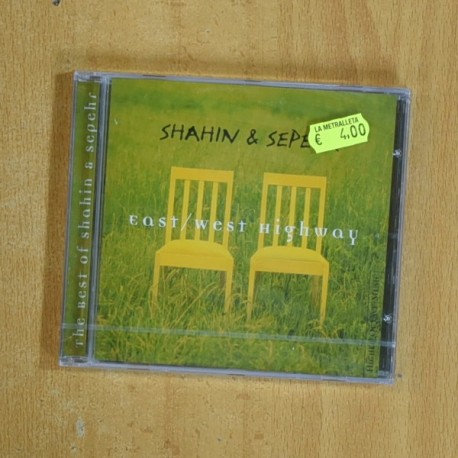 SHAHIN & SEPE
LA METRALLETA
€ 4,00
East/West Highway
The Best of Shahin & Sepehr